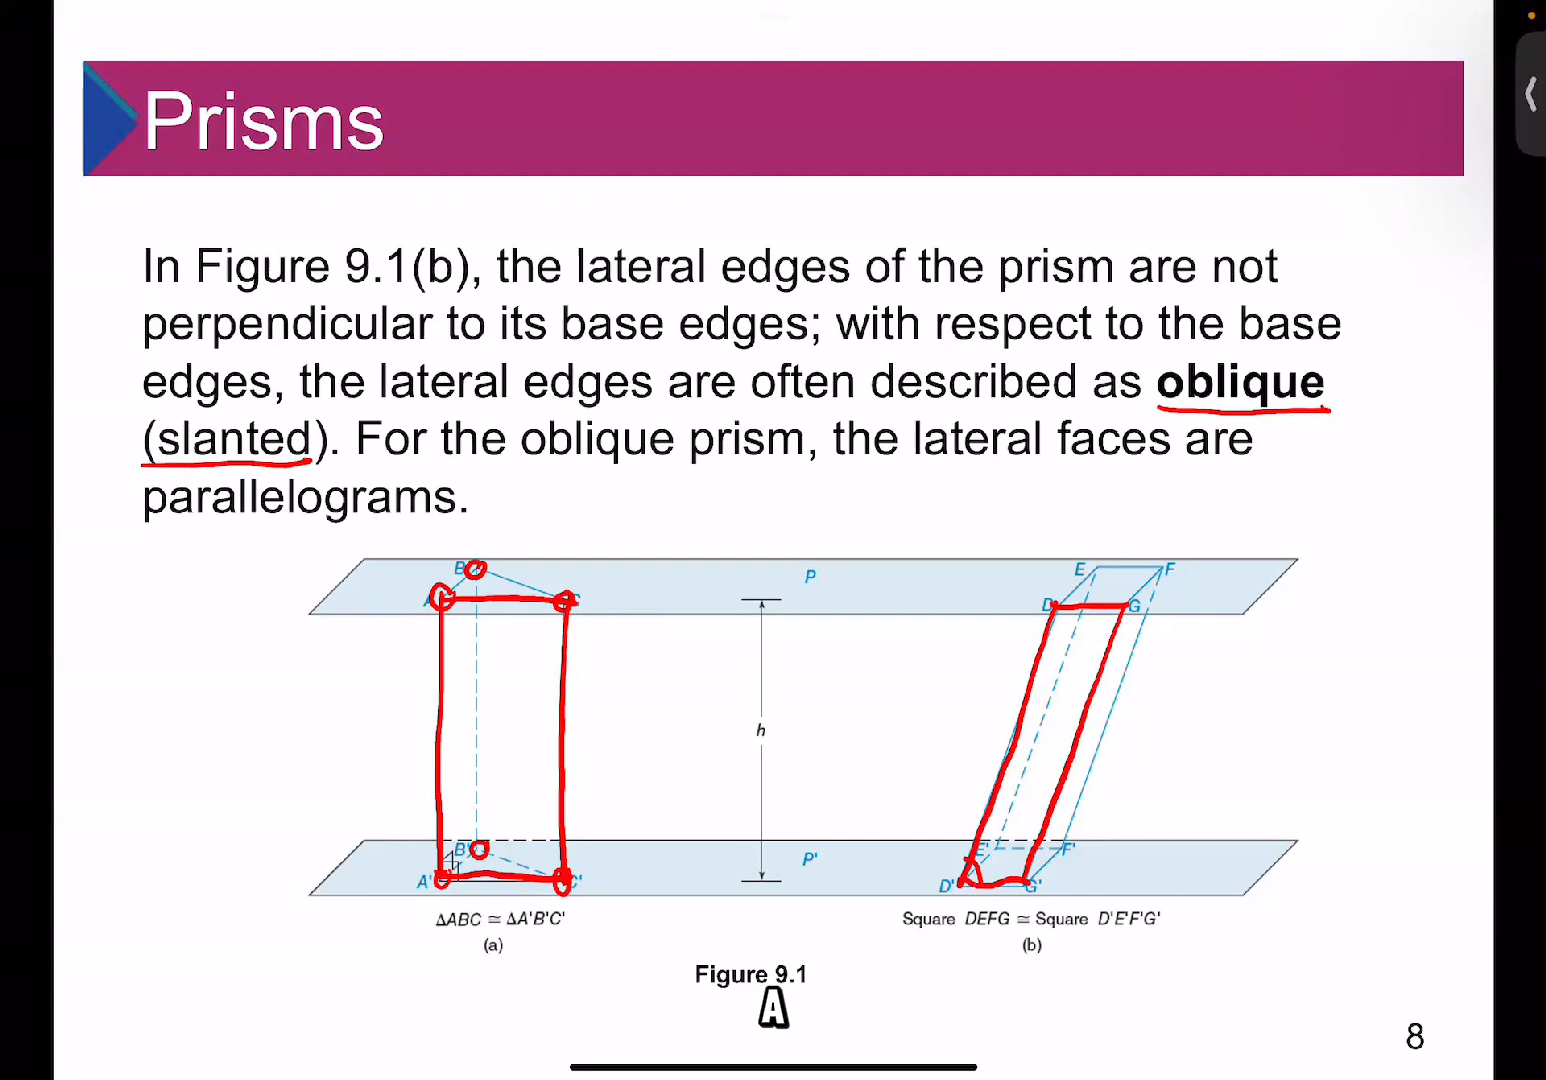 Prisms
In Figure 9.1(b), the lateral edges of the prism are not
perpendicular to its base edges; with respect to the base
edges, the lateral edges are often described as oblique
(slanted). For the oblique prism, the lateral faces are
parallelograms.
B P E F
A C D G
h
B' P' E' F'
A' C' D' G'
ΔABC ≅ ΔA'B'C' Square DEFG ≅ Square D'E'F'G'
(a) (b)
Figure 9.1
A
8